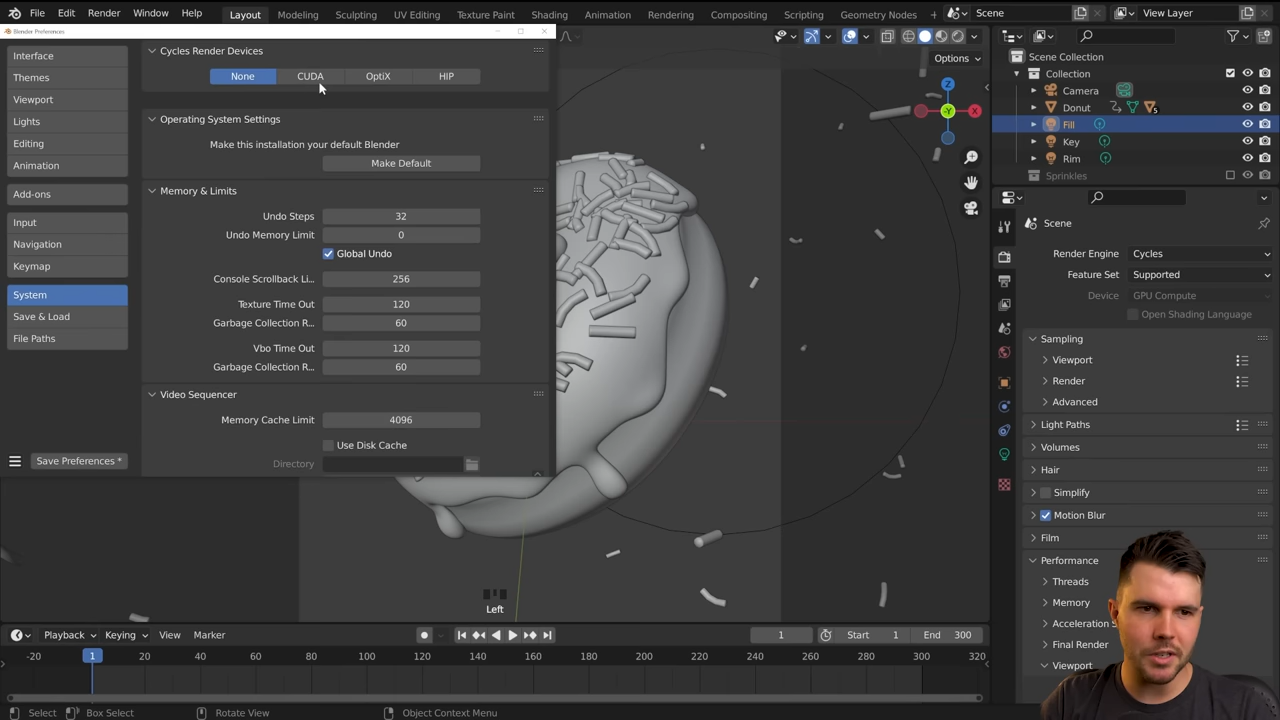 File Edit Render Window Help Layout Modeling Sculpting UV Editing Texture Paint Shading Animation Rendering Compositing Scripting Geometry Nodes + Scene View Layer
Blender Preferences
Interface
Themes
Viewport
Lights
Editing
Animation
Add-ons
Input
Navigation
Keymap
System
Save & Load
File Paths
Save Preferences *
Cycles Render Devices
None CUDA OptiX HIP
Operating System Settings
Make this installation your default Blender
Make Default
Memory & Limits
Undo Steps 32
Undo Memory Limit 0
Global Undo
Console Scrollback Li... 256
Texture Time Out 120
Garbage Collection R... 60
Vbo Time Out 120
Garbage Collection R... 60
Video Sequencer
Memory Cache Limit 4096
Use Disk Cache
Directory
Options
Z
X
-Y
Left
Scene Collection
Collection
Camera
Donut 5
Fill
Key
Rim
Sprinkles
Scene
Render Engine Cycles
Feature Set Supported
Device GPU Compute
Open Shading Language
Sampling
Viewport
Render
Advanced
Light Paths
Volumes
Hair
Simplify
Motion Blur
Film
Performance
Threads
Memory
Acceleration S
Final Render
Viewport
Playback Keying View Marker 1 Start 1 End 300
-20 1 20 40 60 80 100 120 140 160 180 200 220 240 260 280 300 320
Select Box Select Rotate View Object Context Menu